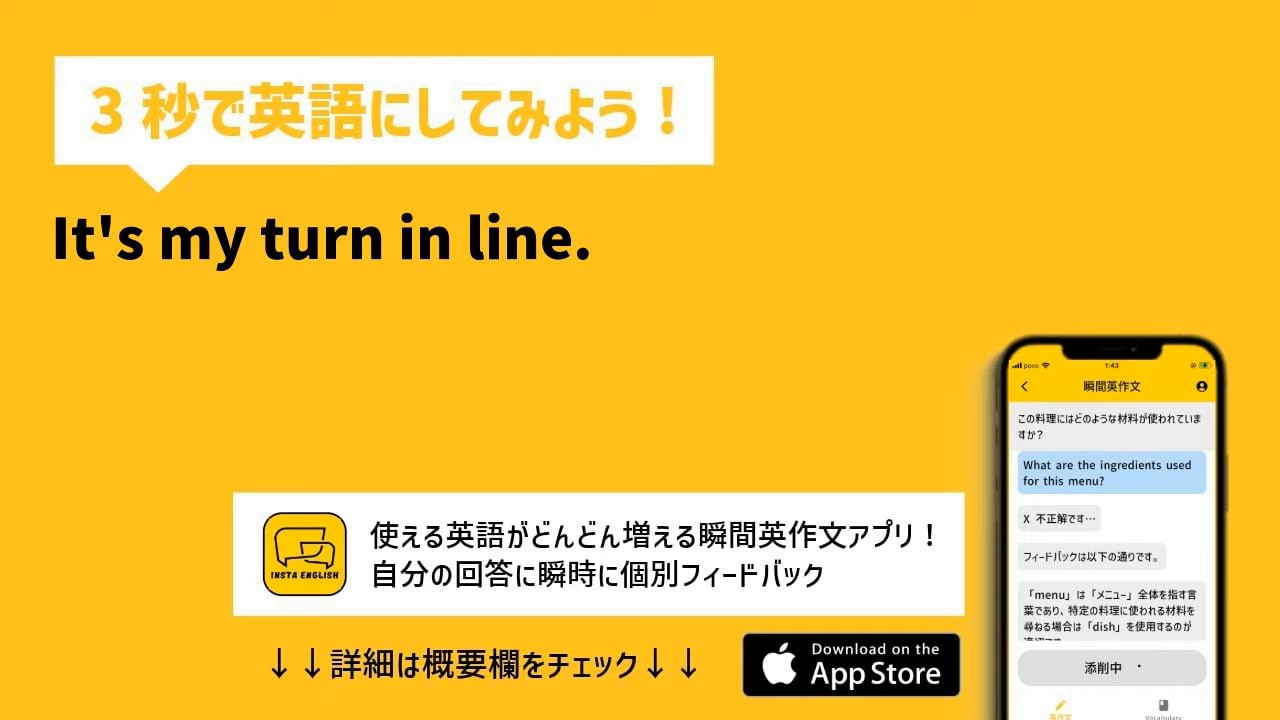 3秒で英語にしてみよう！
It's my turn in line.
povo
1:43
瞬間英作文
この料理にはどのような材料が使われていま
すか？
What are the ingredients used
for this menu?
X 不正解です…
フィードバックは以下の通りです。
「menu」は「メニュー」全体を指す言
葉であり、特定の料理に使われる材料を
尋ねる場合は「dish」を使用するのが
添削中
英作文
Vocabulary
INSTA ENGLISH
使える英語がどんどん増える瞬間英作文アプリ！
自分の回答に瞬時に個別フィードバック
↓↓詳細は概要欄をチェック↓↓
Download on the
App Store